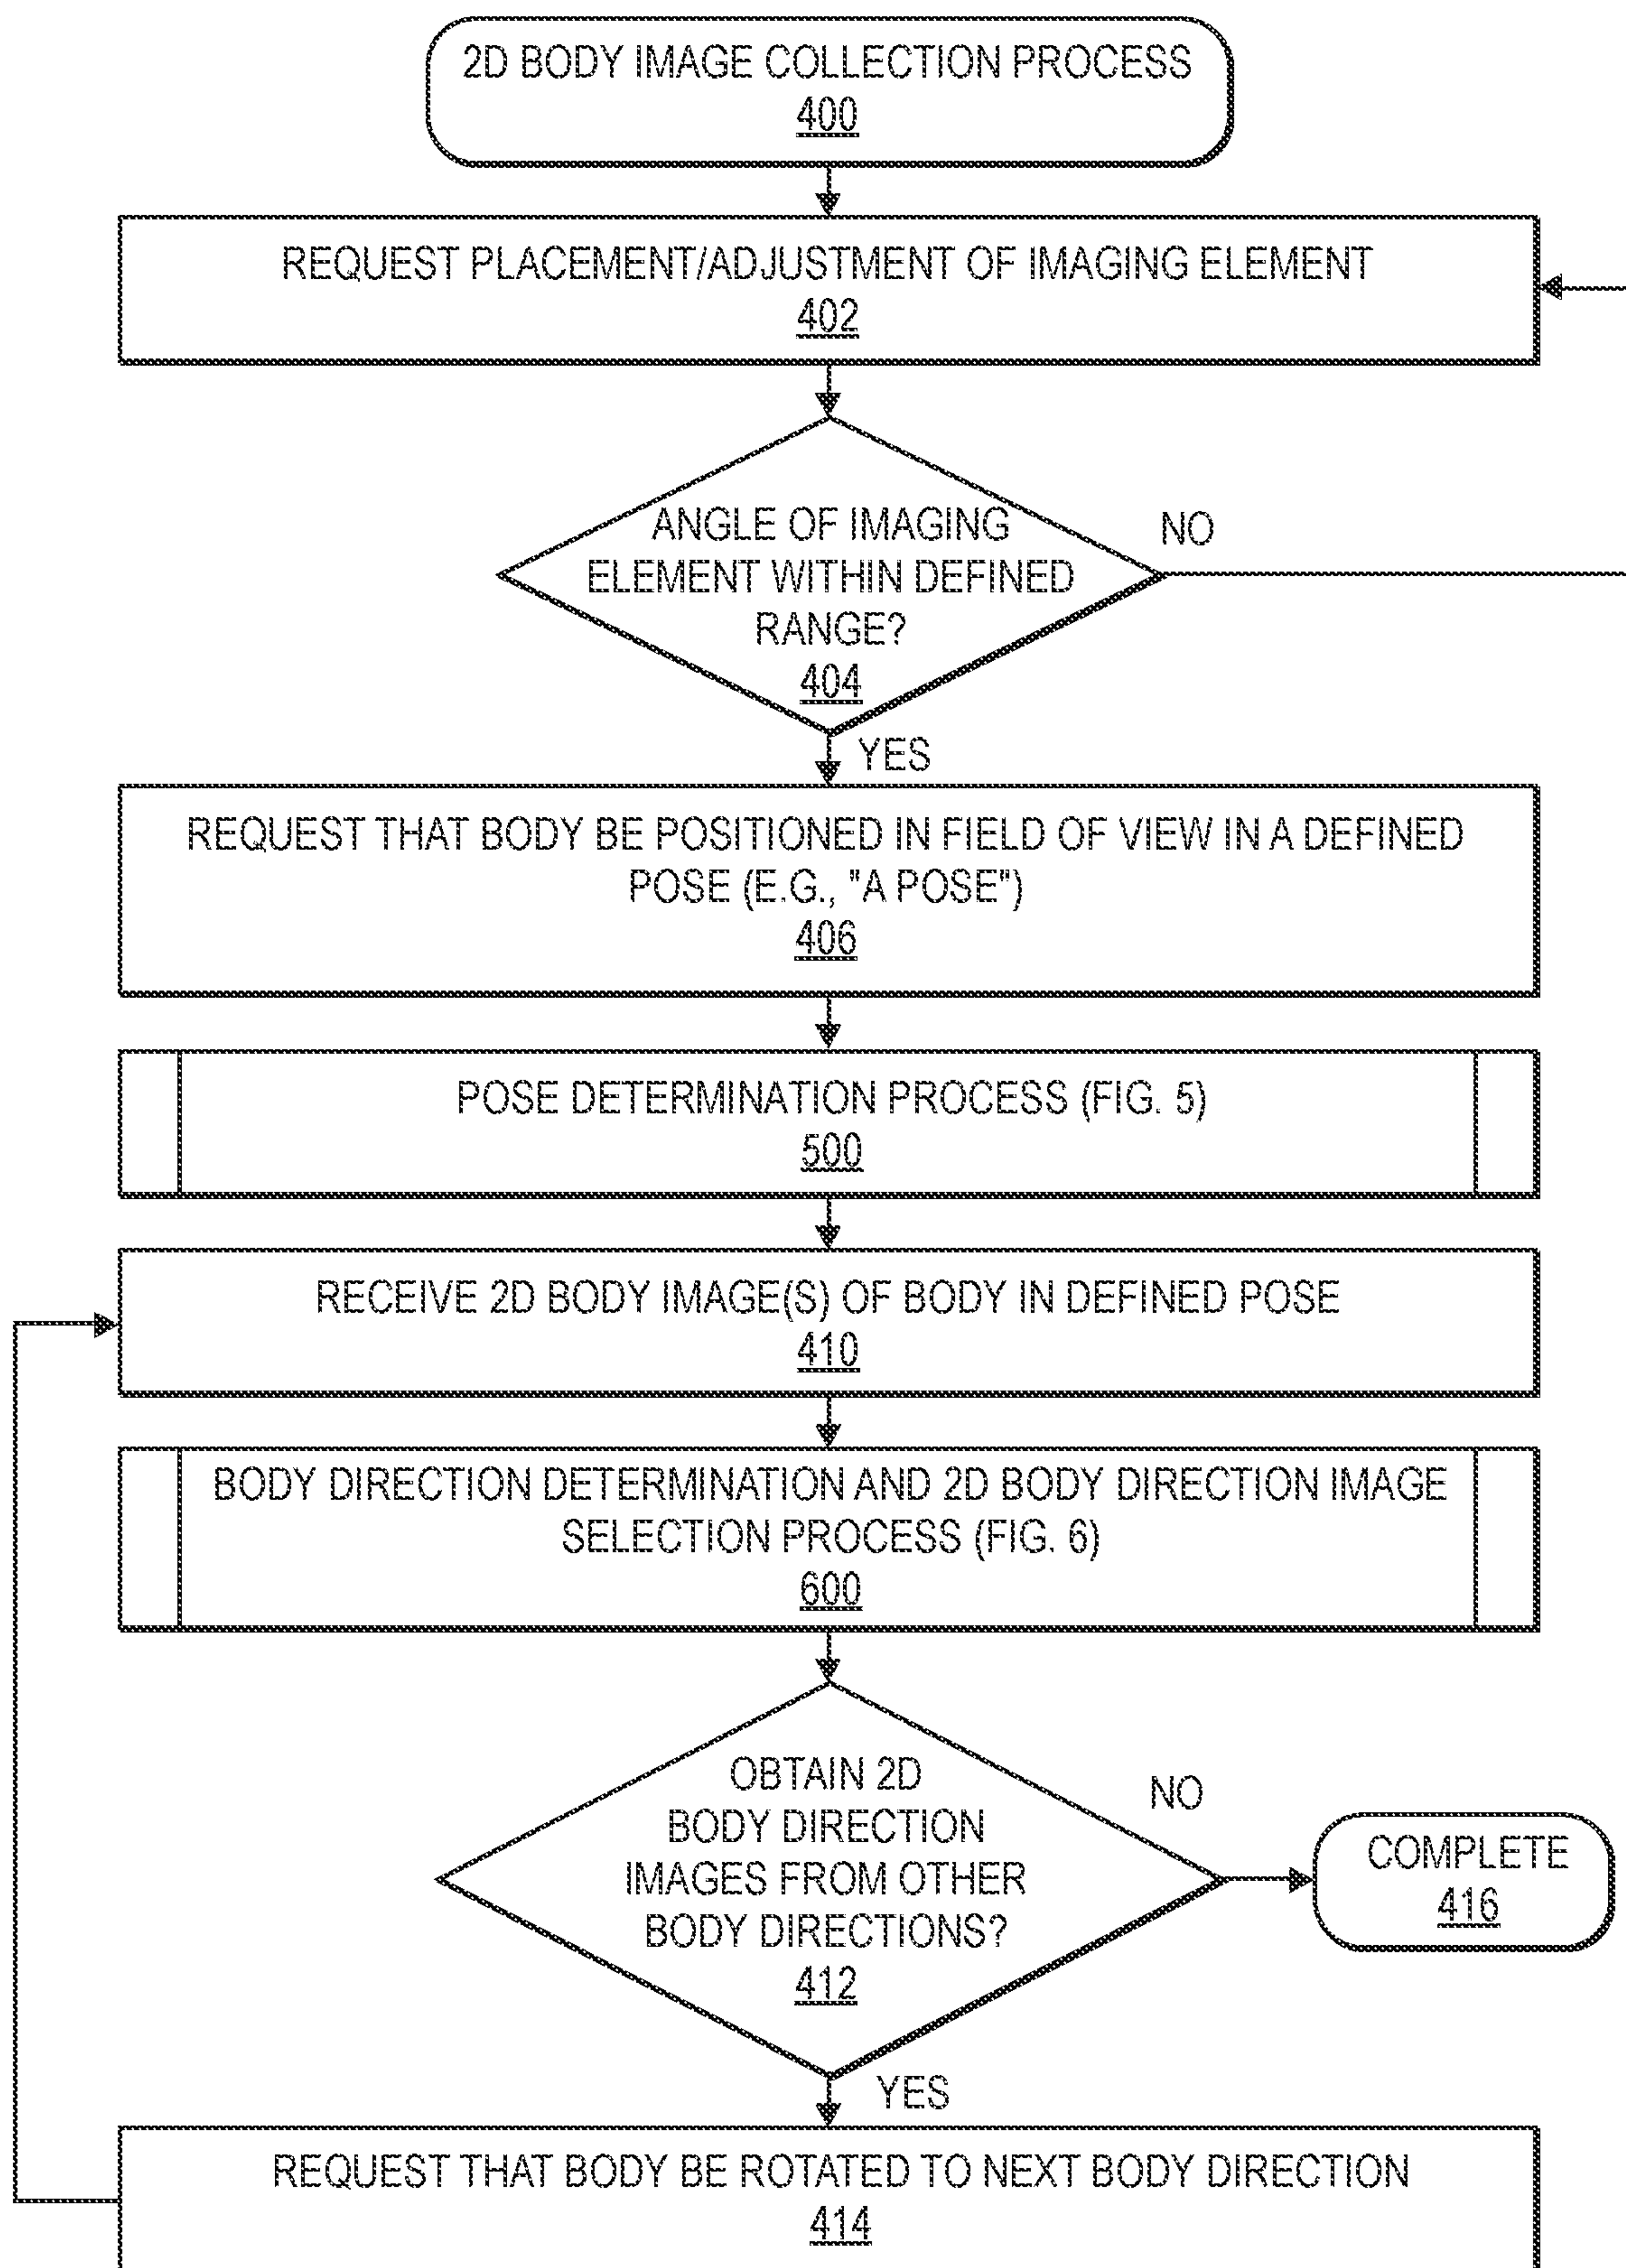 2D BODY IMAGE COLLECTION PROCESS
400
REQUEST PLACEMENT/ADJUSTMENT OF IMAGING ELEMENT
402
ANGLE OF IMAGING
ELEMENT WITHIN DEFINED
RANGE?
404
NO
YES
REQUEST THAT BODY BE POSITIONED IN FIELD OF VIEW IN A DEFINED
POSE (E.G., "A POSE")
406
POSE DETERMINATION PROCESS (FIG. 5)
500
RECEIVE 2D BODY IMAGE(S) OF BODY IN DEFINED POSE
410
BODY DIRECTION DETERMINATION AND 2D BODY DIRECTION IMAGE
SELECTION PROCESS (FIG. 6)
600
OBTAIN 2D
BODY DIRECTION
IMAGES FROM OTHER
BODY DIRECTIONS?
412
NO
COMPLETE
416
YES
REQUEST THAT BODY BE ROTATED TO NEXT BODY DIRECTION
414